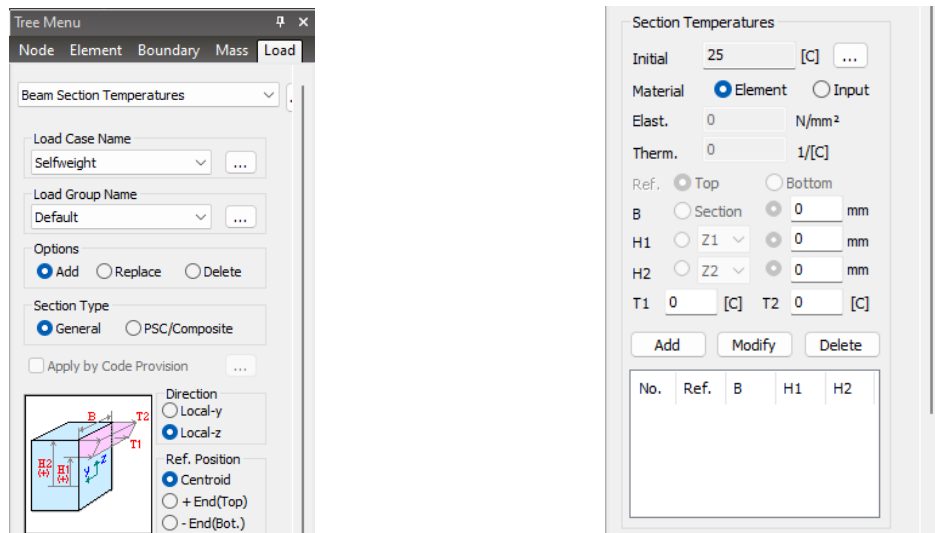 Tree Menu
Node Element Boundary Mass Load
Beam Section Temperatures
Load Case Name
Selfweight ...
Load Group Name
Default ...
Options
Add Replace Delete
Section Type
General PSC/Composite
Apply by Code Provision ...
Direction
Local-y
Local-z
Ref. Position
Centroid
+ End(Top)
- End(Bot.)
B T2
T1
H2 H1
(+) (+)
z
y
Section Temperatures
Initial 25 [C] ...
Material Element Input
Elast. 0 N/mm²
Therm. 0 1/[C]
Ref. Top Bottom
B Section 0 mm
H1 Z1 0 mm
H2 Z2 0 mm
T1 0 [C] T2 0 [C]
Add Modify Delete
No. Ref. B H1 H2